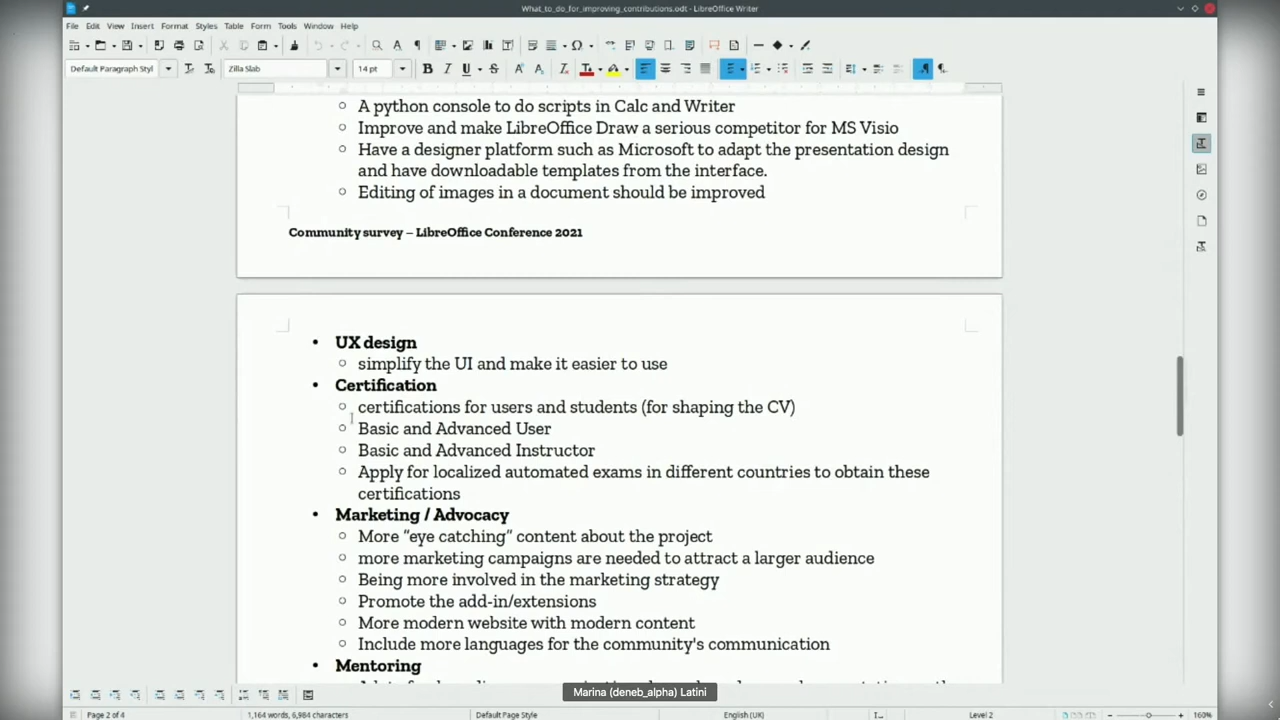 What_to_do_for_improving_contributions.odt - LibreOffice Writer
File Edit View Insert Format Styles Table Form Tools Window Help
Default Paragraph Styl
Zilla Slab
14 pt
A python console to do scripts in Calc and Writer
Improve and make LibreOffice Draw a serious competitor for MS Visio
Have a designer platform such as Microsoft to adapt the presentation design
and have downloadable templates from the interface.
Editing of images in a document should be improved
Community survey – LibreOffice Conference 2021
UX design
simplify the UI and make it easier to use
Certification
certifications for users and students (for shaping the CV)
Basic and Advanced User
Basic and Advanced Instructor
Apply for localized automated exams in different countries to obtain these
certifications
Marketing / Advocacy
More “eye catching” content about the project
more marketing campaigns are needed to attract a larger audience
Being more involved in the marketing strategy
Promote the add-in/extensions
More modern website with modern content
Include more languages for the community's communication
Mentoring
Marina (deneb_alpha) Latini
Page 2 of 4
1,164 words, 6,984 characters
Default Page Style
English (UK)
Level 2
160%